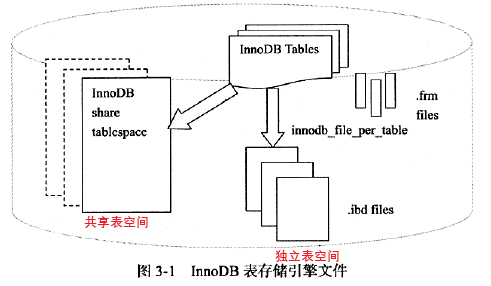 InnoDB Tables
InnoDB
share
tablespace
.frm
files
innodb_file_per_table
.ibd files
共享表空间
独立表空间
图 3-1 InnoDB 表存储引擎文件